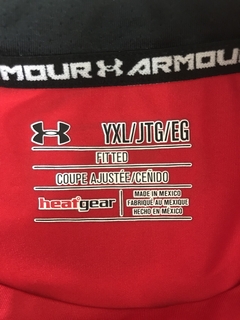 MOUR ARMOUR
YXL/JTG/EG
FITTED
COUPE AJUSTÉE/CEÑIDO
heatgear
MADE IN MEXICO
FABRIQUÉ AU MEXIQUE
HECHO EN MÉXICO